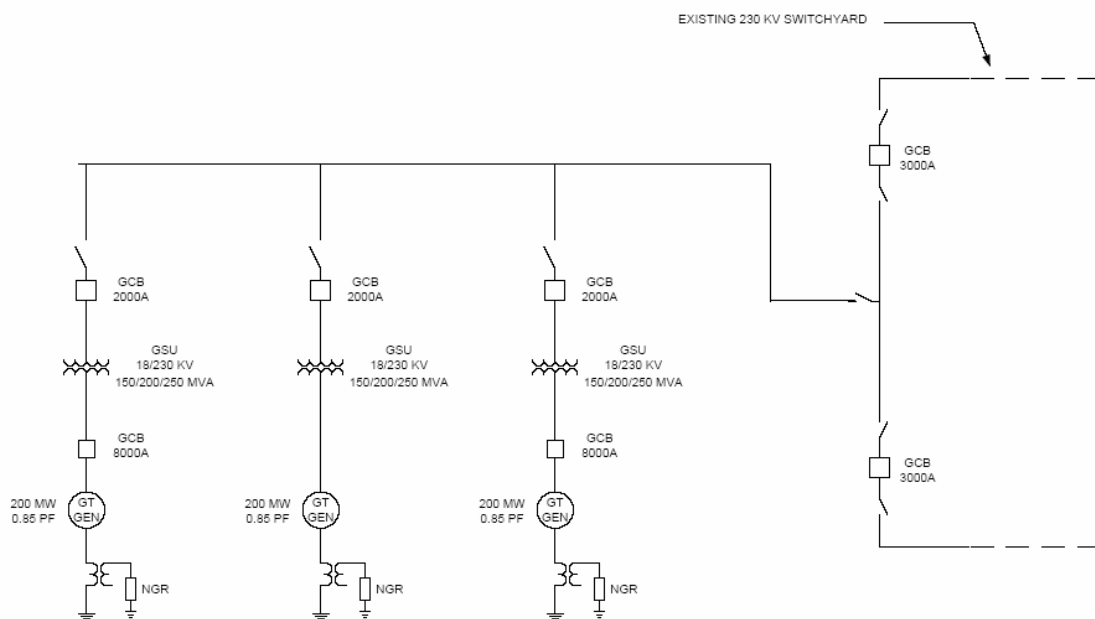 EXISTING 230 KV SWITCHYARD
GCB
3000A
GCB
2000A
GCB
2000A
GCB
2000A
GSU
18/230 KV
150/200/250 MVA
GSU
18/230 KV
150/200/250 MVA
GSU
18/230 KV
150/200/250 MVA
GCB
8000A
GCB
8000A
GCB
3000A
200 MW
0.85 PF
GT
GEN
200 MW
0.85 PF
GT
GEN
200 MW
0.85 PF
GT
GEN
NGR
NGR
NGR